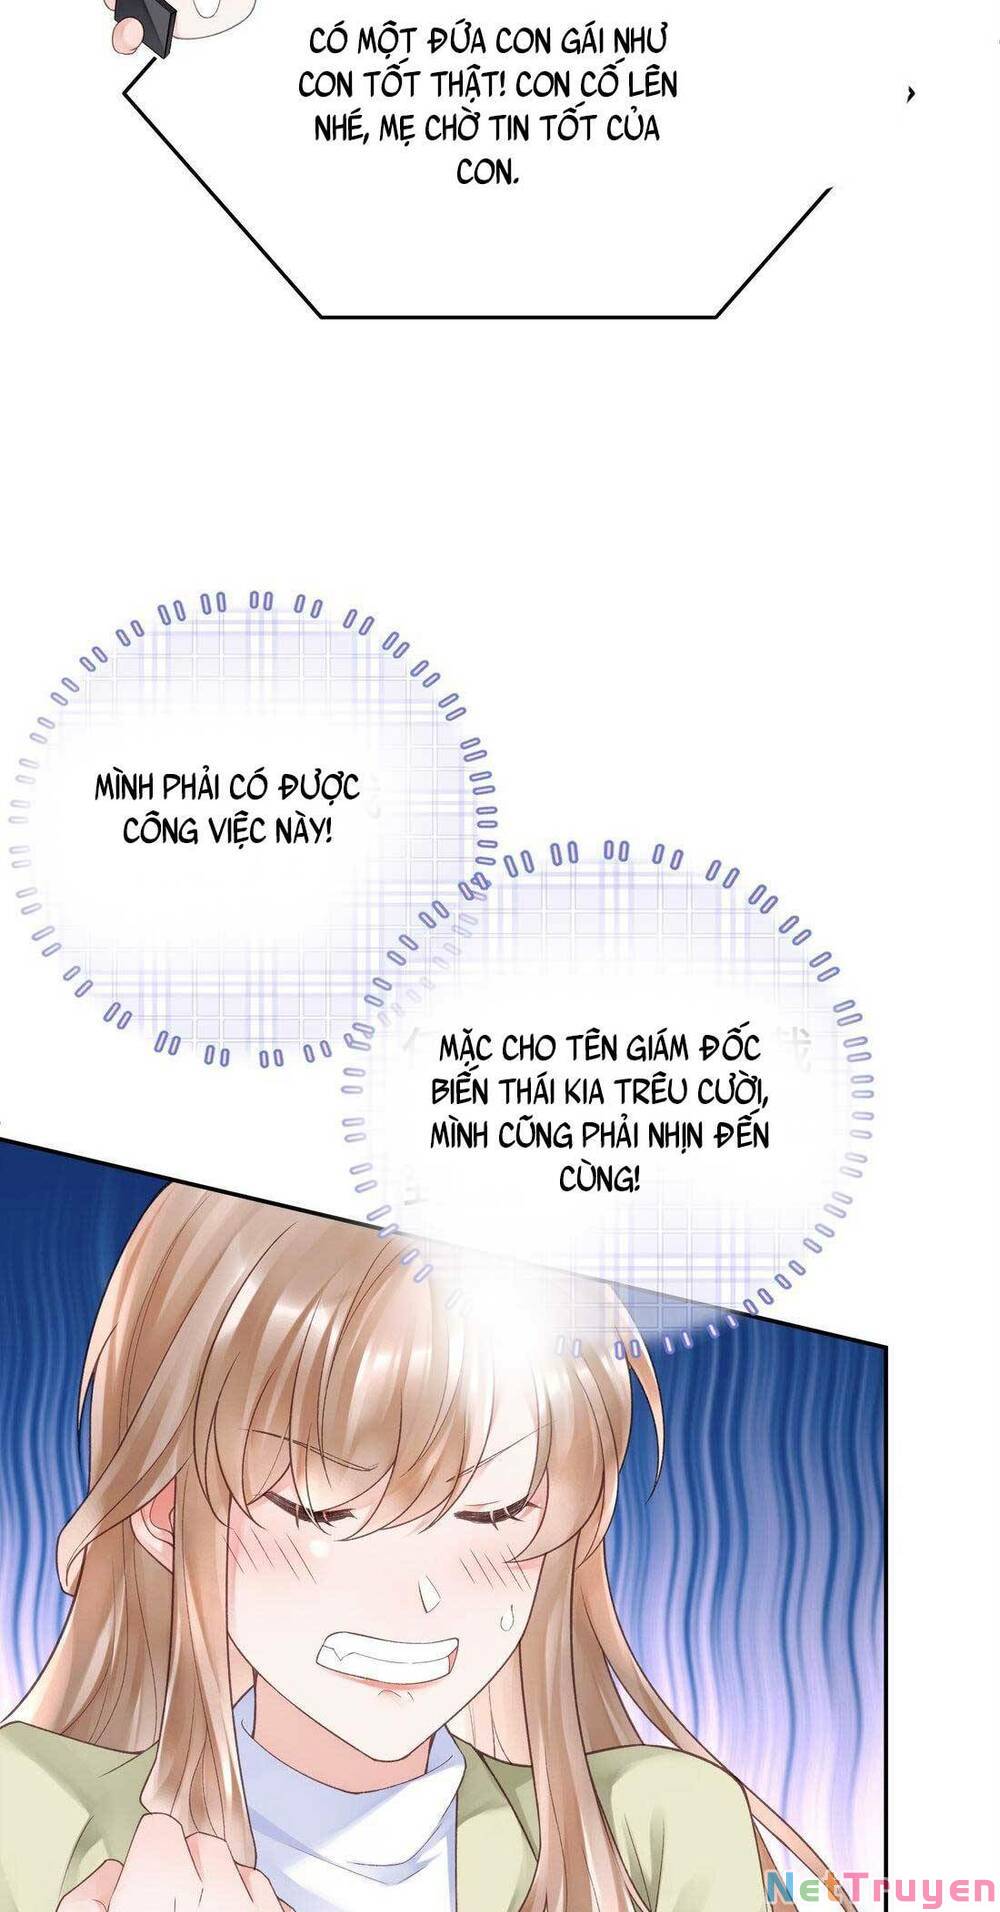 CÓ MỘT ĐỨA CON GÁI NHƯ
CON TỐT THẬT! CON CỐ LÊN
NHÉ, MẸ CHỜ TIN TỐT CỦA
CON.
MÌNH PHẢI CÓ ĐƯỢC
CÔNG VIỆC NÀY!
MẶC CHO TÊN GIÁM ĐỐC
BIẾN THÁI KIA TRÊU CƯỜI,
MÌNH CŨNG PHẢI NHỊN ĐẾN
CÙNG!
NetTruyen